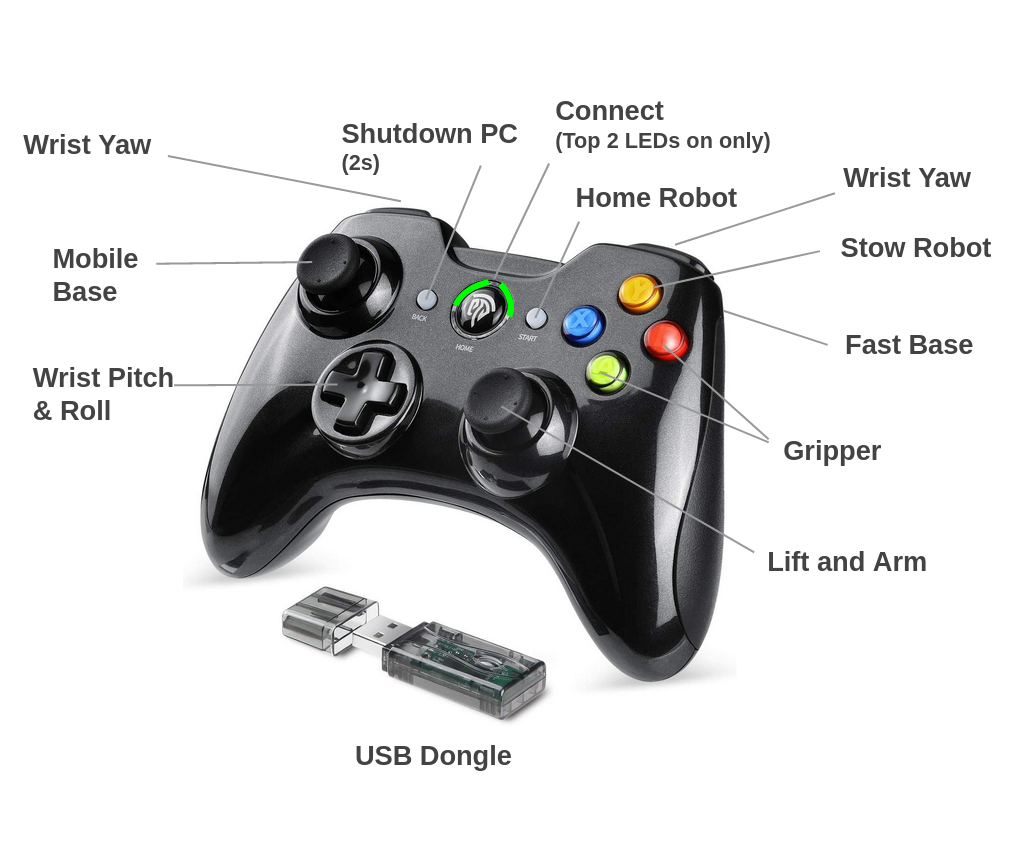 Connect
(Top 2 LEDs on only)
Shutdown PC
(2s)
Wrist Yaw
Wrist Yaw
Home Robot
Stow Robot
Mobile
Base
Y
X
BACK
START
HOME
Fast Base
Wrist Pitch
& Roll
Gripper
Lift and Arm
USB Dongle